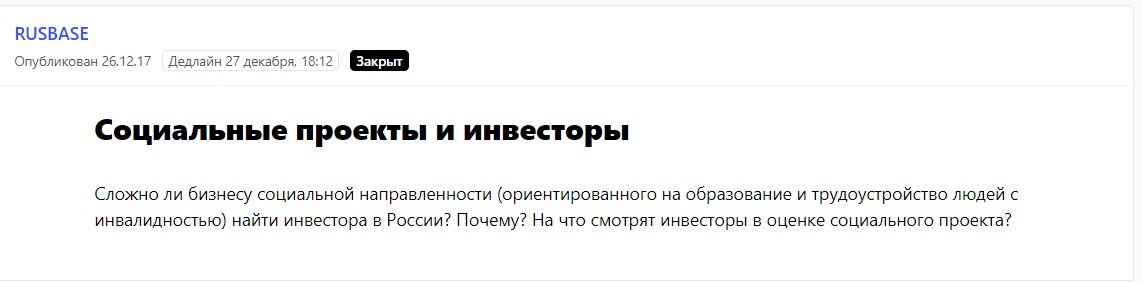 RUSBASE
Опубликован 26.12.17 Дедлайн 27 декабря, 18:12 Закрыт
Социальные проекты и инвесторы
Сложно ли бизнесу социальной направленности (ориентированного на образование и трудоустройство людей с
инвалидностью) найти инвестора в России? Почему? На что смотрят инвесторы в оценке социального проекта?